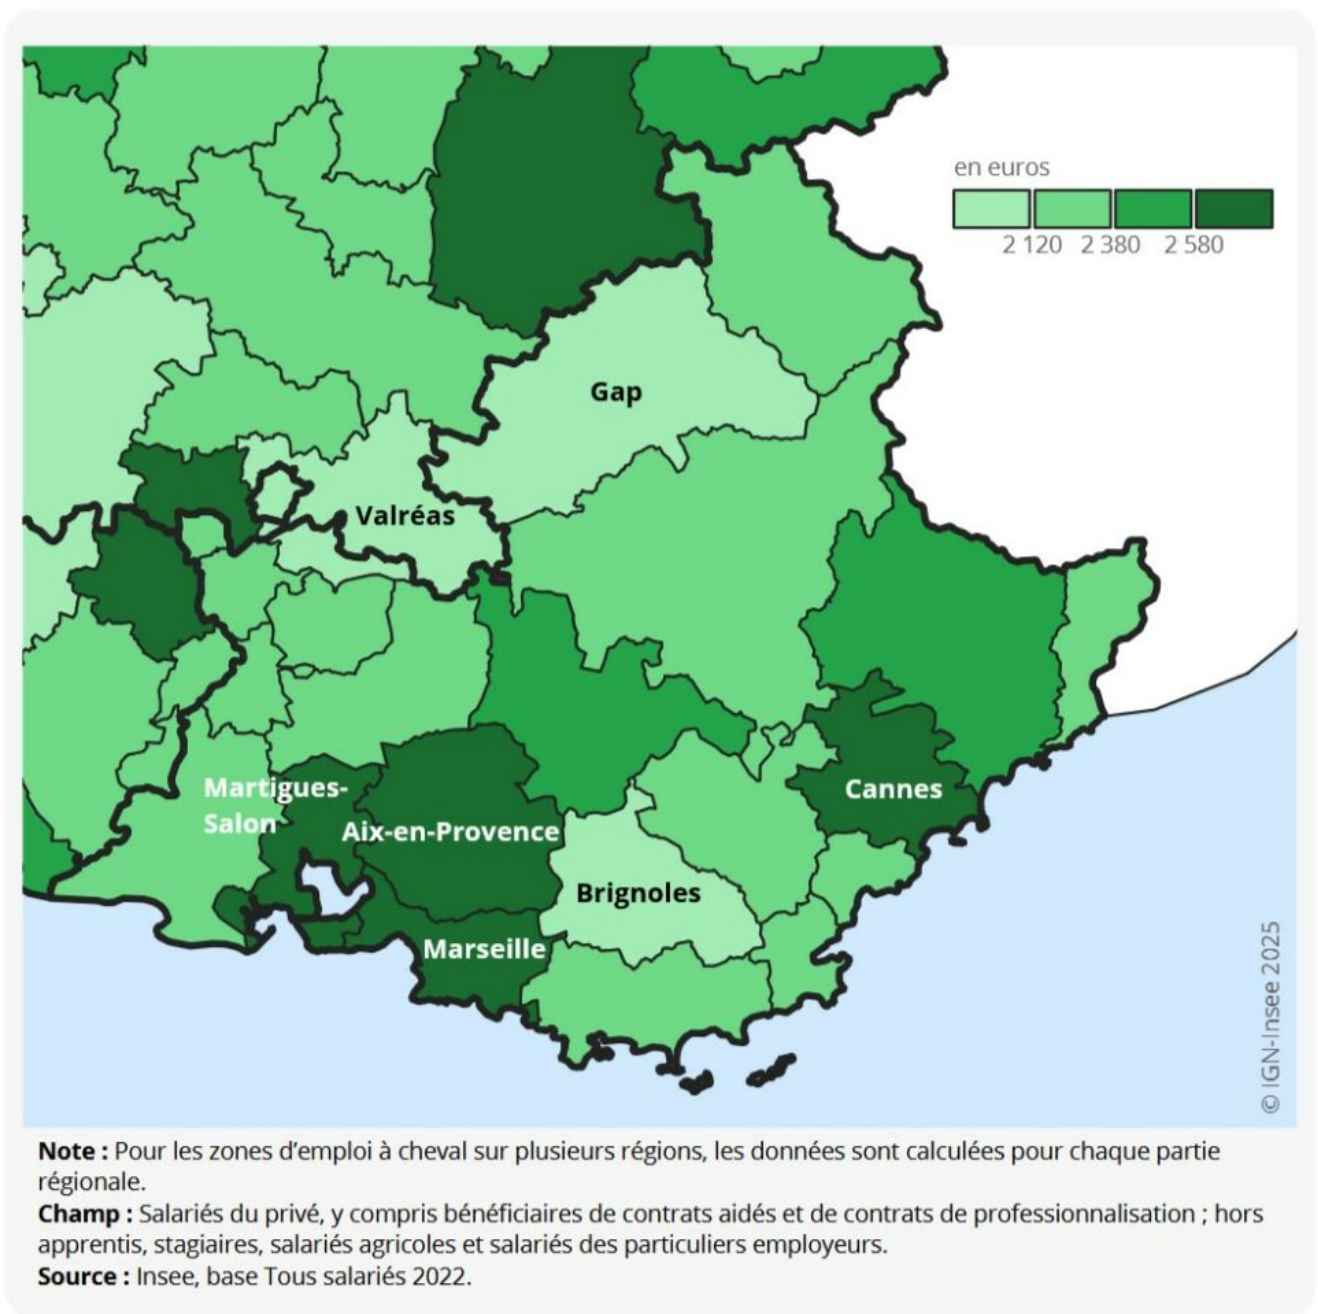 en euros
2 120 2 380 2 580
Gap
Valréas
Martigues-
Salon
Aix-en-Provence
Cannes
Brignoles
Marseille
© IGN-Insee 2025
Note : Pour les zones d’emploi à cheval sur plusieurs régions, les données sont calculées pour chaque partie
régionale.
Champ : Salariés du privé, y compris bénéficiaires de contrats aidés et de contrats de professionnalisation ; hors
apprentis, stagiaires, salariés agricoles et salariés des particuliers employeurs.
Source : Insee, base Tous salariés 2022.